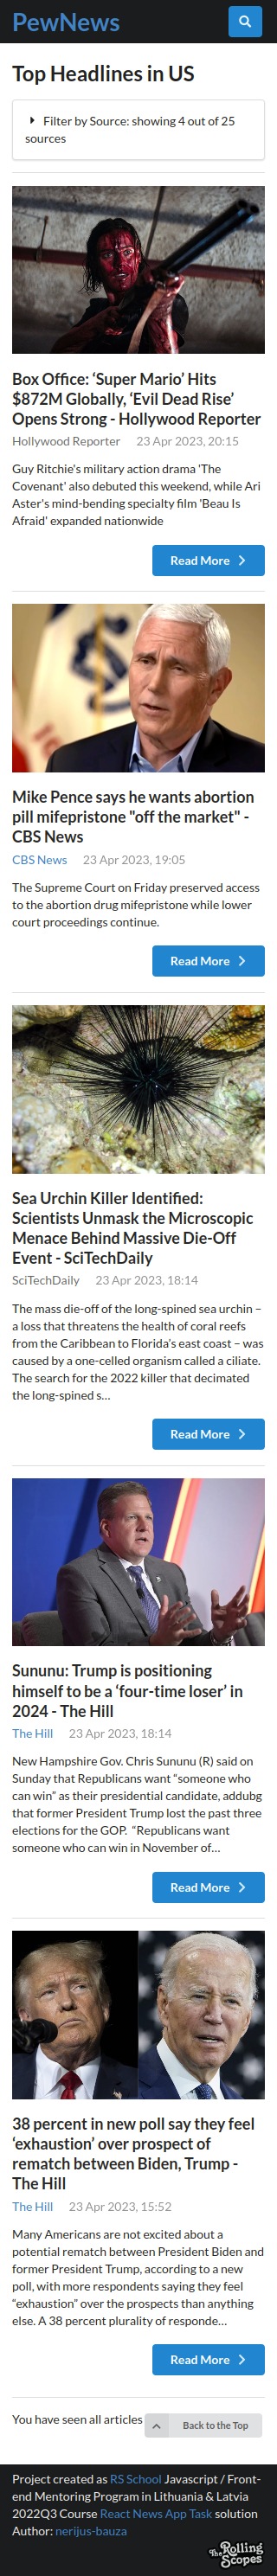 PewNews
Top Headlines in US
Filter by Source: showing 4 out of 25
sources
Box Office: ‘Super Mario’ Hits
$872M Globally, ‘Evil Dead Rise’
Opens Strong - Hollywood Reporter
Hollywood Reporter 23 Apr 2023, 20:15
Guy Ritchie's military action drama 'The
Covenant' also debuted this weekend, while Ari
Aster's mind-bending specialty film 'Beau Is
Afraid' expanded nationwide
Read More
Mike Pence says he wants abortion
pill mifepristone "off the market" -
CBS News
CBS News 23 Apr 2023, 19:05
The Supreme Court on Friday preserved access
to the abortion drug mifepristone while lower
court proceedings continue.
Read More
Sea Urchin Killer Identified:
Scientists Unmask the Microscopic
Menace Behind Massive Die-Off
Event - SciTechDaily
SciTechDaily 23 Apr 2023, 18:14
The mass die-off of the long-spined sea urchin –
a loss that threatens the health of coral reefs
from the Caribbean to Florida’s east coast – was
caused by a one-celled organism called a ciliate.
The search for the 2022 killer that decimated
the long-spined s…
Read More
Sununu: Trump is positioning
himself to be a ‘four-time loser’ in
2024 - The Hill
The Hill 23 Apr 2023, 18:14
New Hampshire Gov. Chris Sununu (R) said on
Sunday that Republicans want “someone who
can win” as their presidential candidate, addubg
that former President Trump lost the past three
elections for the GOP. “Republicans want
someone who can win in November of…
Read More
38 percent in new poll say they feel
‘exhaustion’ over prospect of
rematch between Biden, Trump -
The Hill
The Hill 23 Apr 2023, 15:52
Many Americans are not excited about a
potential rematch between President Biden and
former President Trump, according to a new
poll, with more respondents saying they feel
“exhaustion” over the prospects than anything
else. A 38 percent plurality of responde…
Read More
You have seen all articles Back to the Top
Project created as RS School Javascript / Front-
end Mentoring Program in Lithuania & Latvia
2022Q3 Course React News App Task solution
Author: nerijus-bauza
The Rolling
Scopes